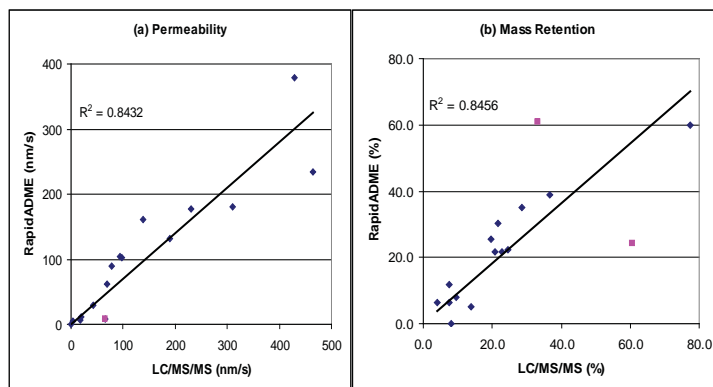 (a) Permeability
400
300
200
100
0
R² = 0.8432
RapidADME (nm/s)
0 100 200 300 400 500
LC/MS/MS (nm/s)
(b) Mass Retention
80.0
60.0
40.0
20.0
0.0
R² = 0.8456
RapidADME (%)
0.0 20.0 40.0 60.0 80.0
LC/MS/MS (%)